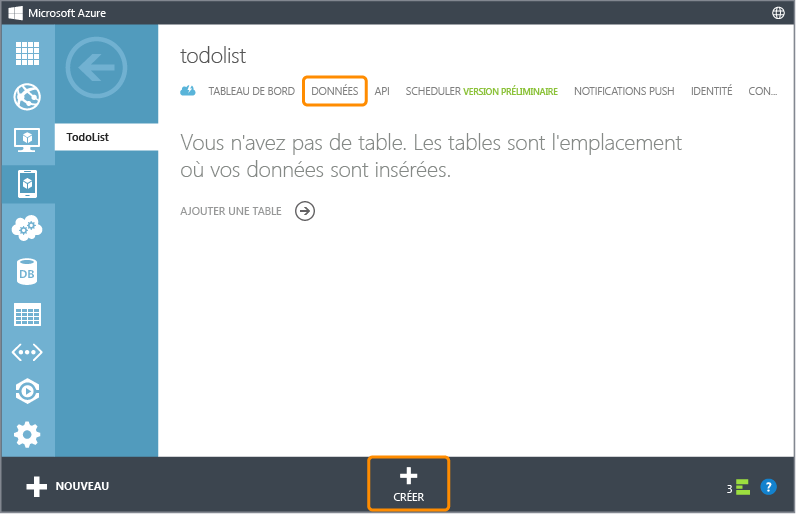 Microsoft Azure
todolist
TABLEAU DE BORD DONNÉES API SCHEDULER VERSION PRÉLIMINAIRE NOTIFICATIONS PUSH IDENTITÉ CON...
TodoList
Vous n'avez pas de table. Les tables sont l'emplacement
où vos données sont insérées.
AJOUTER UNE TABLE
DB
NOUVEAU
CRÉER
3
?